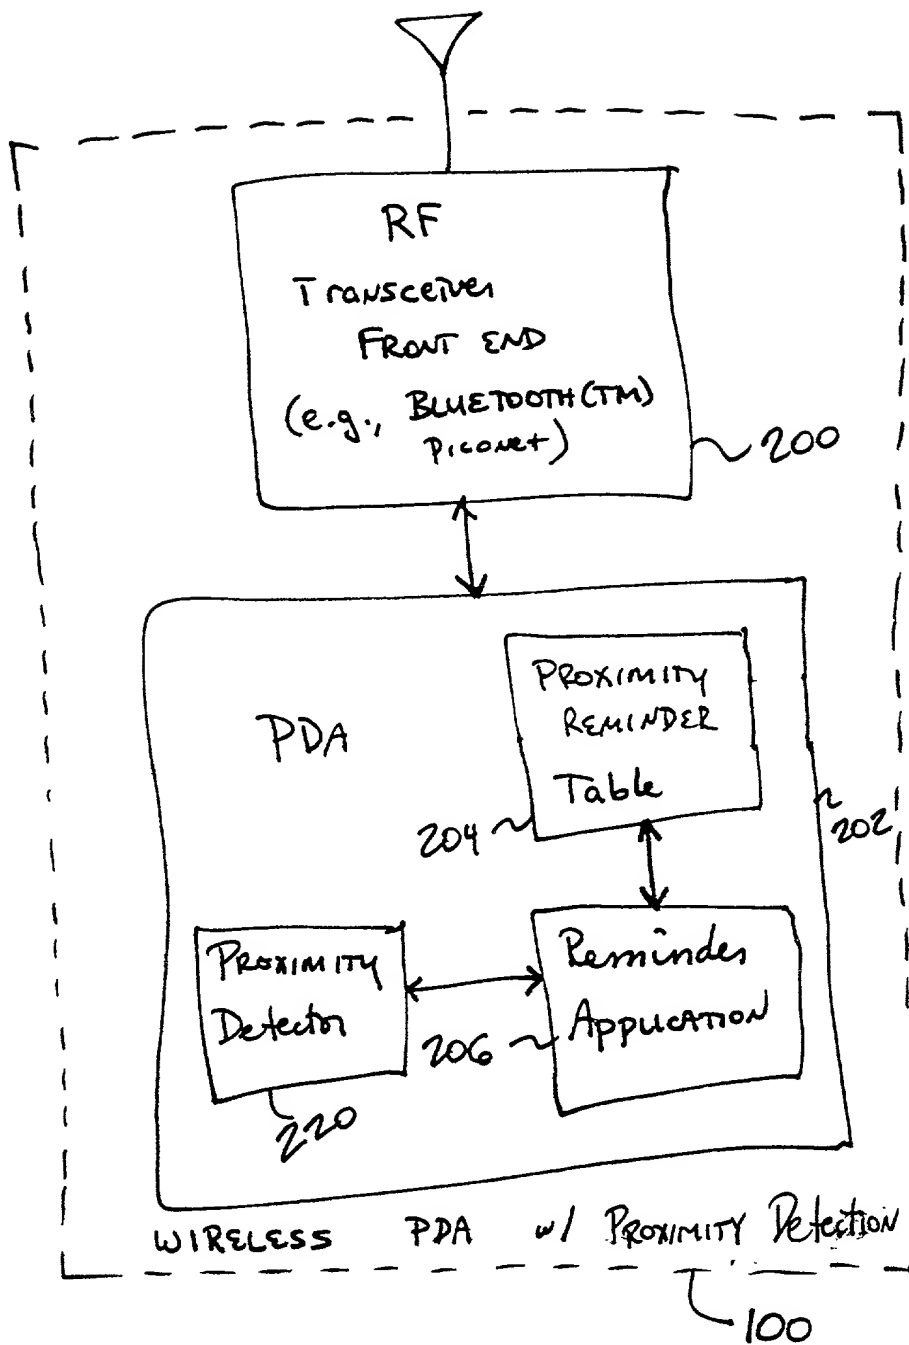 RF
Transceiver
FRONT END
(e.g., BLUETOOTH(TM)
Piconet)
200
PDA
PROXIMITY
REMINDER
Table
204
202
PROXIMITY
Detector
220
Reminder
APPLICATION
206
WIRELESS PDA w/ PROXIMITY Detection
100